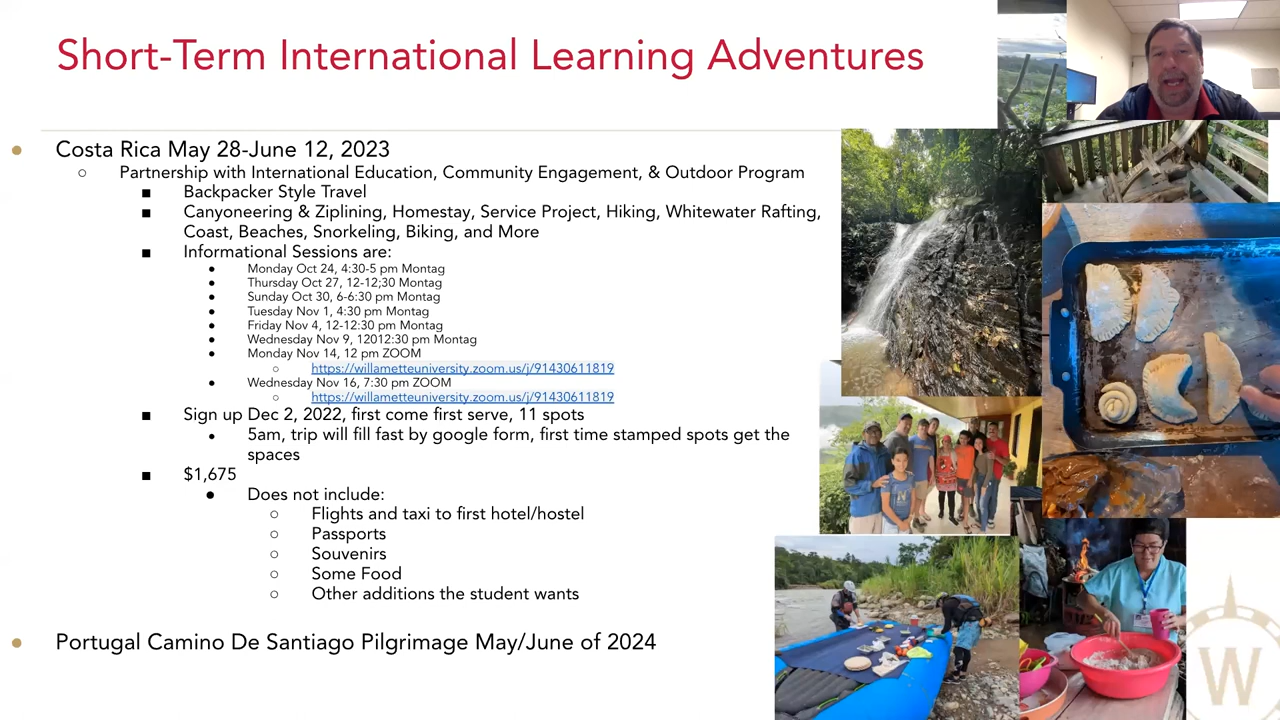 Short-Term International Learning Adventures
Costa Rica May 28-June 12, 2023
Partnership with International Education, Community Engagement, & Outdoor Program
Backpacker Style Travel
Canyoneering & Ziplining, Homestay, Service Project, Hiking, Whitewater Rafting,
Coast, Beaches, Snorkeling, Biking, and More
Informational Sessions are:
Monday Oct 24, 4:30-5 pm Montag
Thursday Oct 27, 12-12;30 Montag
Sunday Oct 30, 6-6:30 pm Montag
Tuesday Nov 1, 4:30 pm Montag
Friday Nov 4, 12-12:30 pm Montag
Wednesday Nov 9, 12012:30 pm Montag
Monday Nov 14, 12 pm ZOOM
https://willametteuniversity.zoom.us/j/91430611819
Wednesday Nov 16, 7:30 pm ZOOM
https://willametteuniversity.zoom.us/j/91430611819
Sign up Dec 2, 2022, first come first serve, 11 spots
5am, trip will fill fast by google form, first time stamped spots get the
spaces
$1,675
Does not include:
Flights and taxi to first hotel/hostel
Passports
Souvenirs
Some Food
Other additions the student wants
Portugal Camino De Santiago Pilgrimage May/June of 2024
W